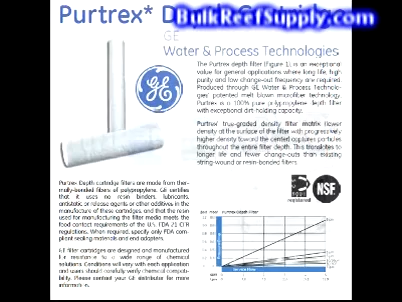 Purtrex* D
BulkReefSupply.com
GE
Water & Process Technologies
The Purtrex depth filter (Figure 1), is an exceptional
value for general applications where long life, high
purity and low change-out frequency are required.
Produced through GE Water & Process Technolo-
gies' patented melt blown microfiber technology
Purtrex is a 100% pure polypropylene depth filter
with exceptional dirt-holding capacity.
Purtrex true-graded density filter matrix (lower
density at the surface of the filter with progressively
higher density toward the center) captures particles
throughout the entire filter depth. This translates to
longer life and fewer change-outs than existing
string-wound or resin-bonded filters.
Purtrex Depth cartridge filters are made from ther-
mally-bonded fibers of polypropylene. GE certifies
that it uses no resin binders, lubricants,
antistatic or release agents or other additives in the
manufacture of these cartridges, and that the resin
used for manufacturing the filter media meets the
food contact requirements of the U.S. FDA 21 CFR
regulations. When required, specify only FDA com-
pliant sealing materials and end adapters.
GE filter cartridges are designed and manufactured
for resistance to a wide range of chemical
solutions. Conditions will vary with each application
and users should carefully verify chemical compati-
bility. Please contact your GE distributor for more
information.
GE
registered
NSF
Purtrex Depth Filter